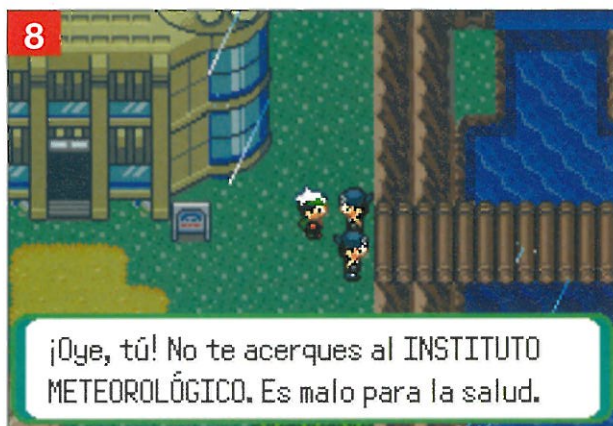 8
¡Oye, tú! No te acerques al INSTITUTO
METEOROLÓGICO. Es malo para la salud.